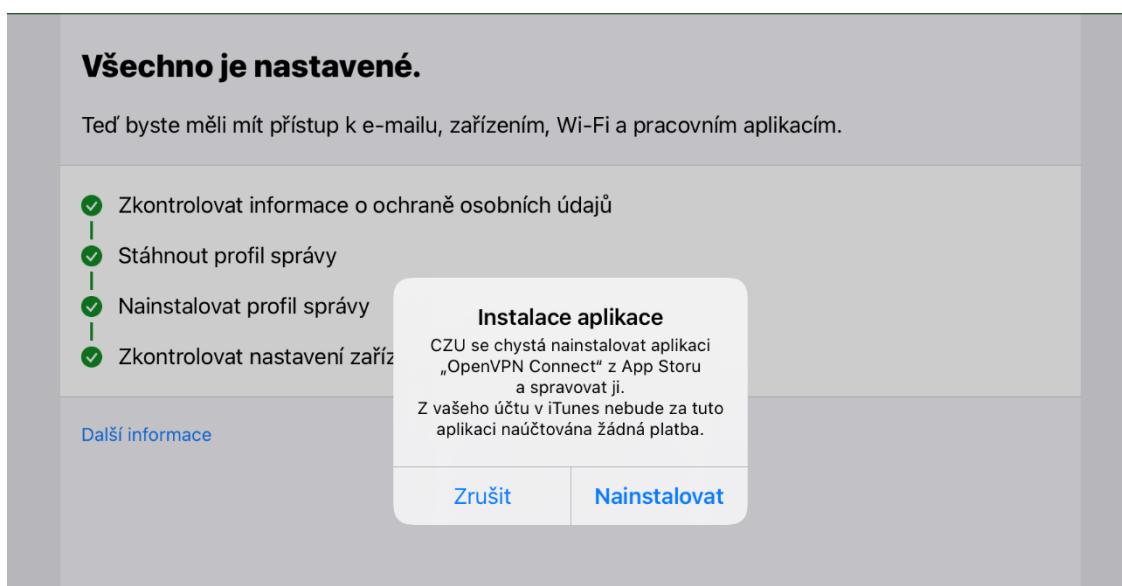 Všechno je nastavené.
Teď byste měli mít přístup k e-mailu, zařízením, Wi-Fi a pracovním aplikacím.
Zkontrolovat informace o ochraně osobních údajů
Stáhnout profil správy
Nainstalovat profil správy
Zkontrolovat nastavení zaříz
Další informace
Instalace aplikace
CZU se chystá nainstalovat aplikaci
„OpenVPN Connect“ z App Storu
a spravovat ji.
Z vašeho účtu v iTunes nebude za tuto
aplikaci naúčtována žádná platba.
Zrušit
Nainstalovat